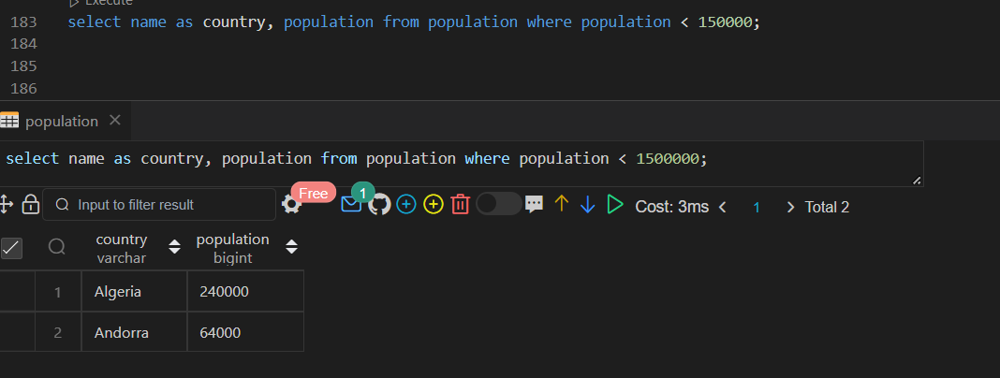 Execute
183 select name as country, population from population where population < 150000;
184
185
186
population
select name as country, population from population where population < 1500000;
Input to filter result Free 1 Cost: 3ms 1 Total 2
country population
varchar bigint
1 Algeria 240000
2 Andorra 64000